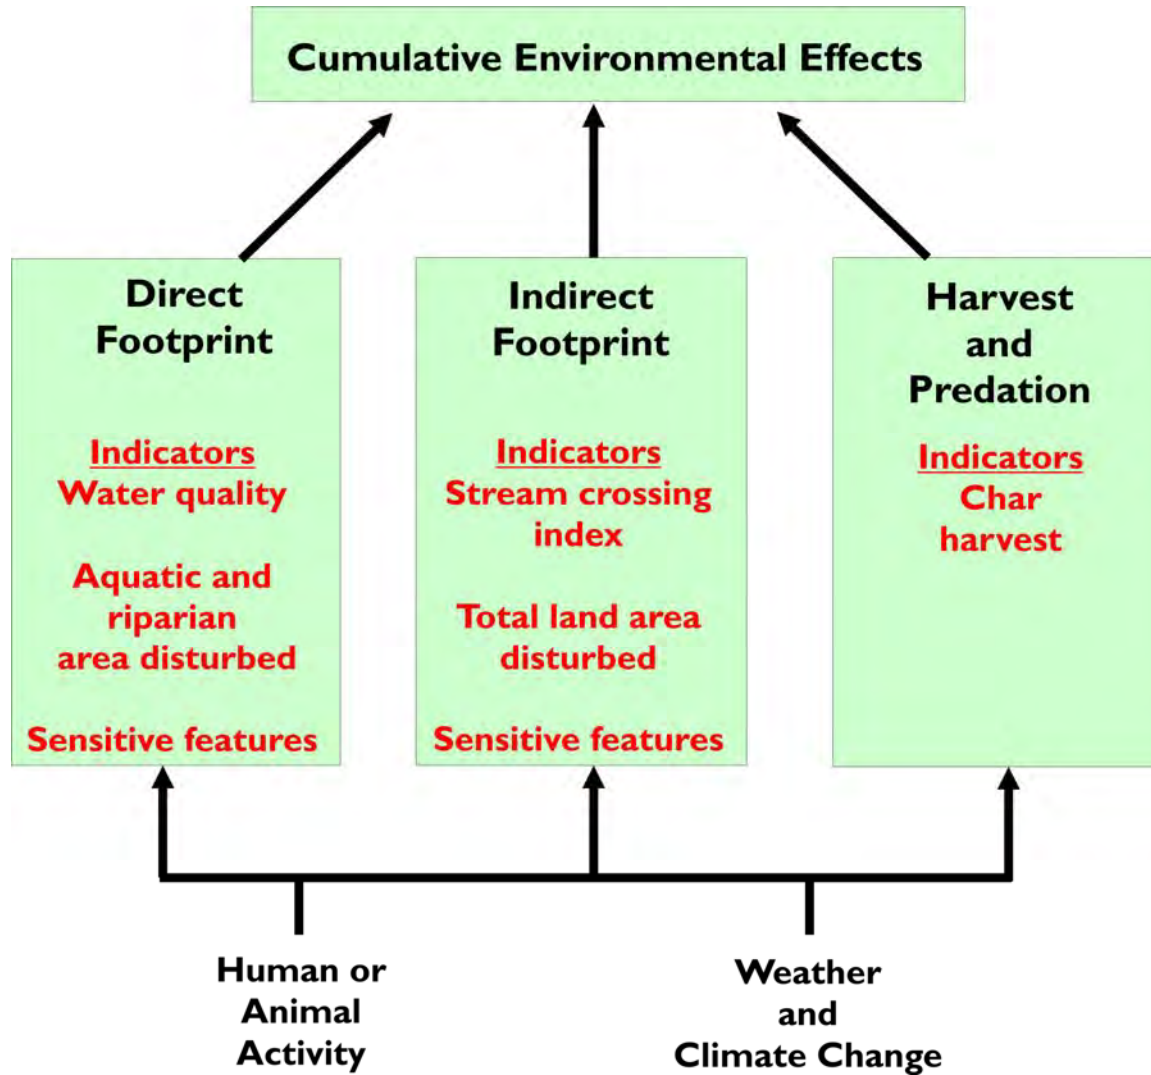 Cumulative Environmental Effects
Direct
Footprint
Indicators
Water quality
Aquatic and
riparian
area disturbed
Sensitive features
Indirect
Footprint
Indicators
Stream crossing
index
Total land area
disturbed
Sensitive features
Harvest
and
Predation
Indicators
Char
harvest
Human or
Animal
Activity
Weather
and
Climate Change